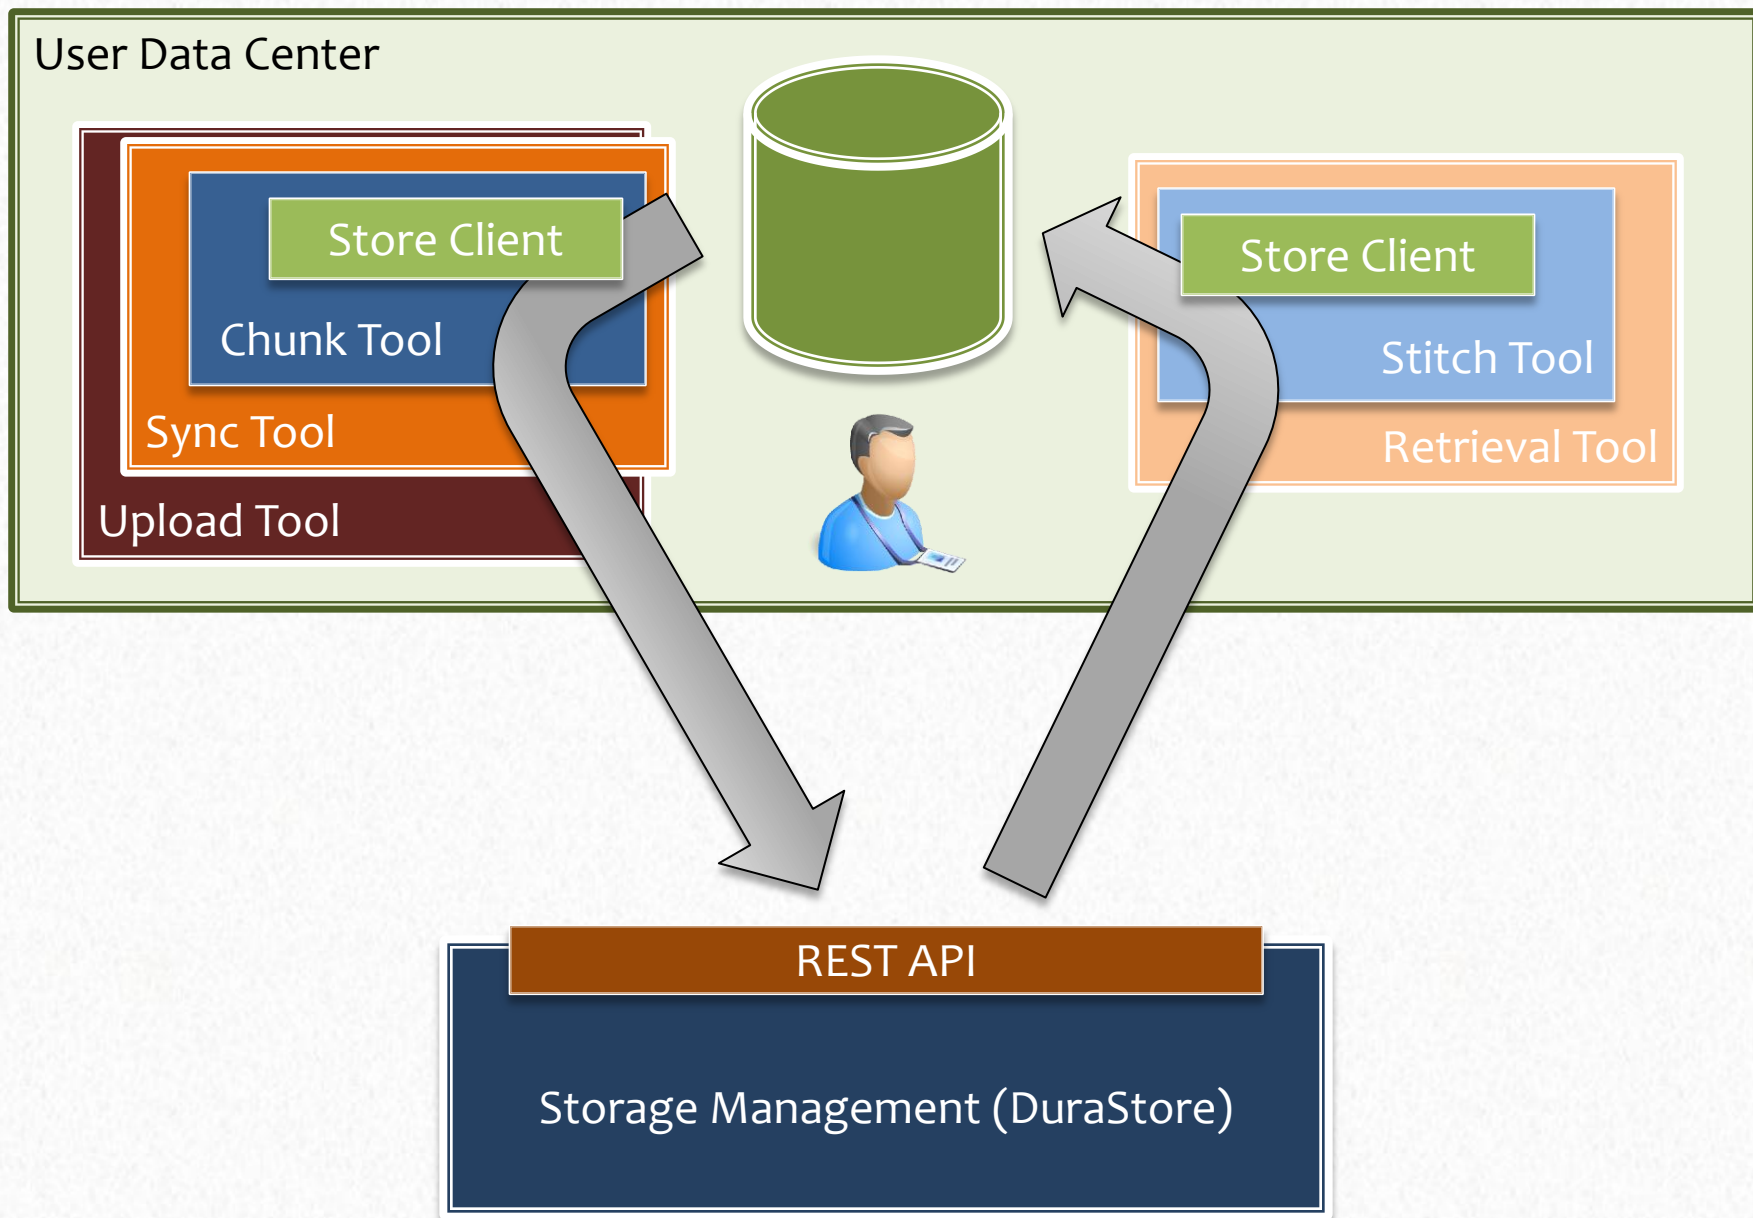 User Data Center
Store Client
Chunk Tool
Sync Tool
Upload Tool
Store Client
Stitch Tool
Retrieval Tool
REST API
Storage Management (DuraStore)